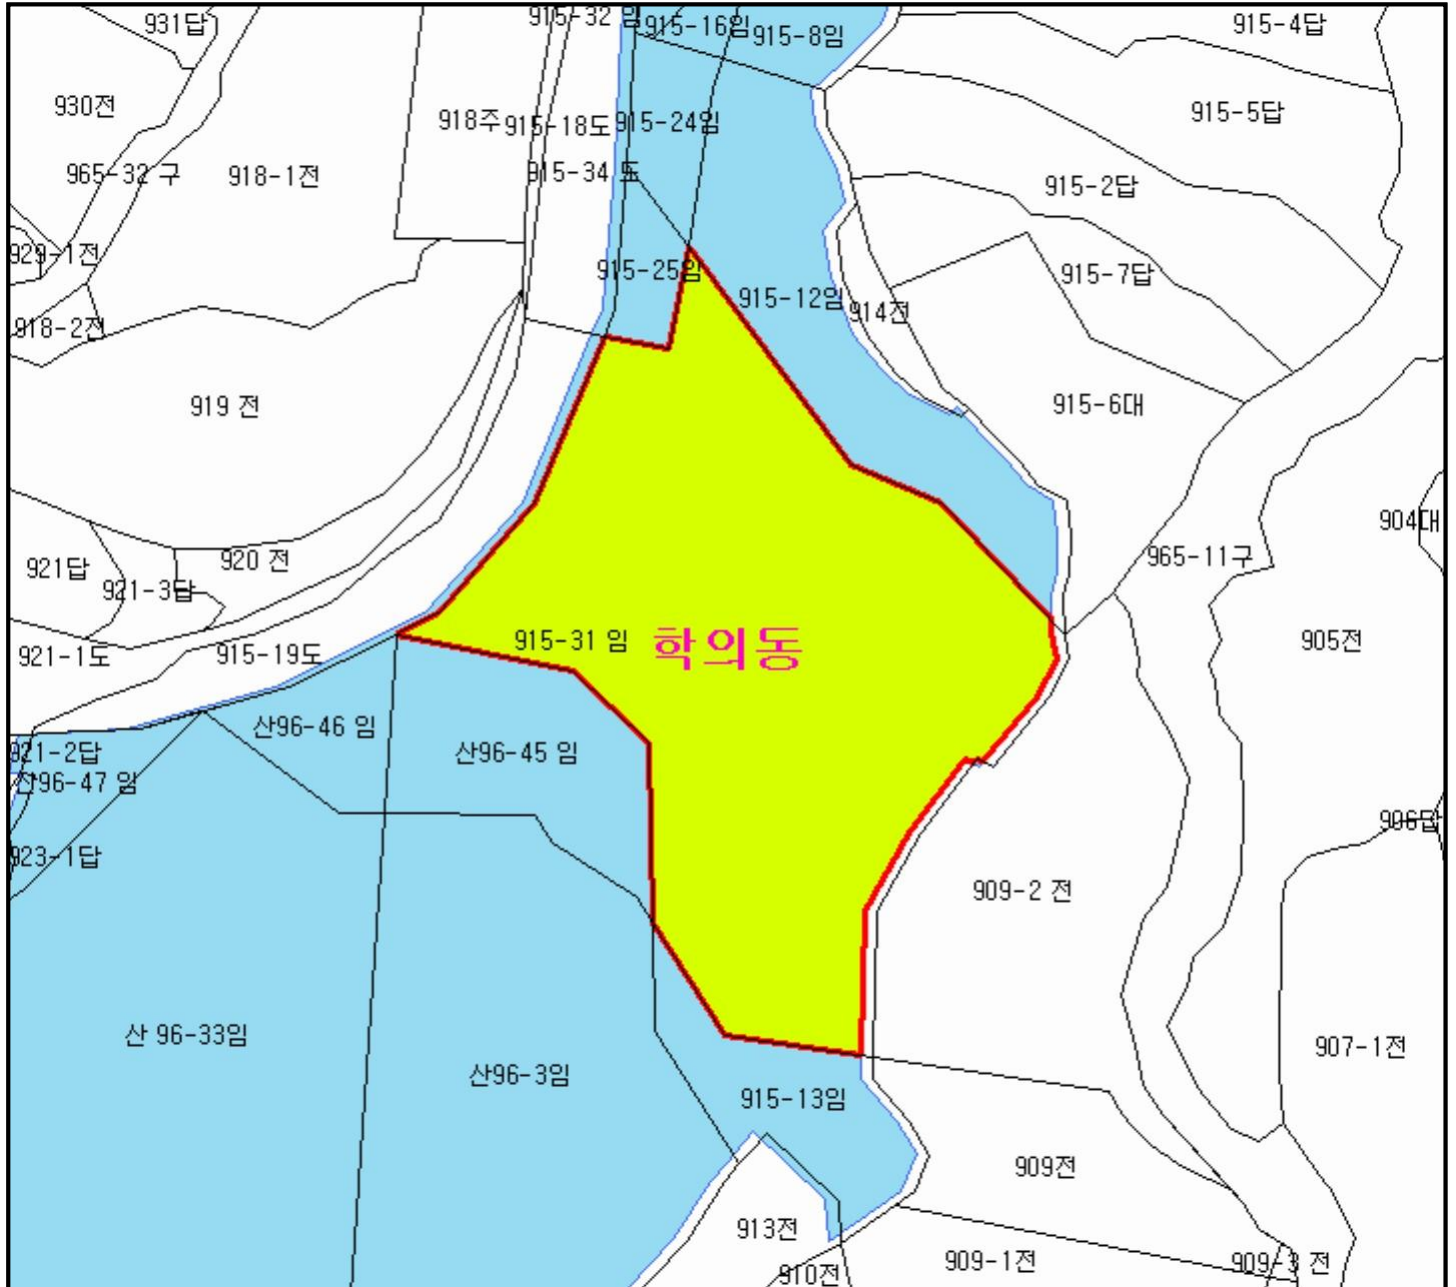 931답
915-32 임
915-16임
915-8임
915-4답
930전
918주
915-18도
915-24임
915-5답
965-32 구
918-1전
915-34 도
915-2답
929-1전
915-25임
915-12임
914전
915-7답
918-2전
919 전
915-6대
904대
921답
921-3답
920 전
965-11구
921-1도
915-19도
915-31 임
학의동
905전
921-2답
산96-46 임
산96-45 임
산96-47 임
906답
923-1답
909-2 전
산 96-33임
산96-3임
907-1전
915-13임
909전
913전
909-1전
909-3 전
910전